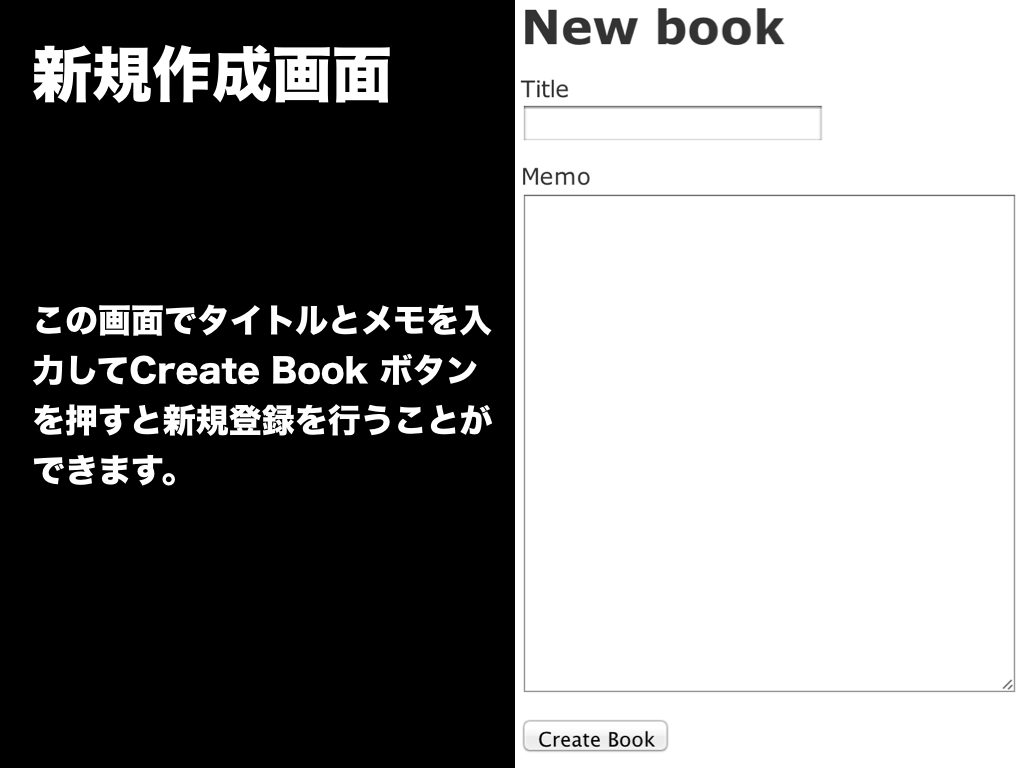 新規作成画面
この画面でタイトルとメモを入
力してCreate Book ボタン
を押すと新規登録を行うことが
できます。
New book
Title
Memo
Create Book